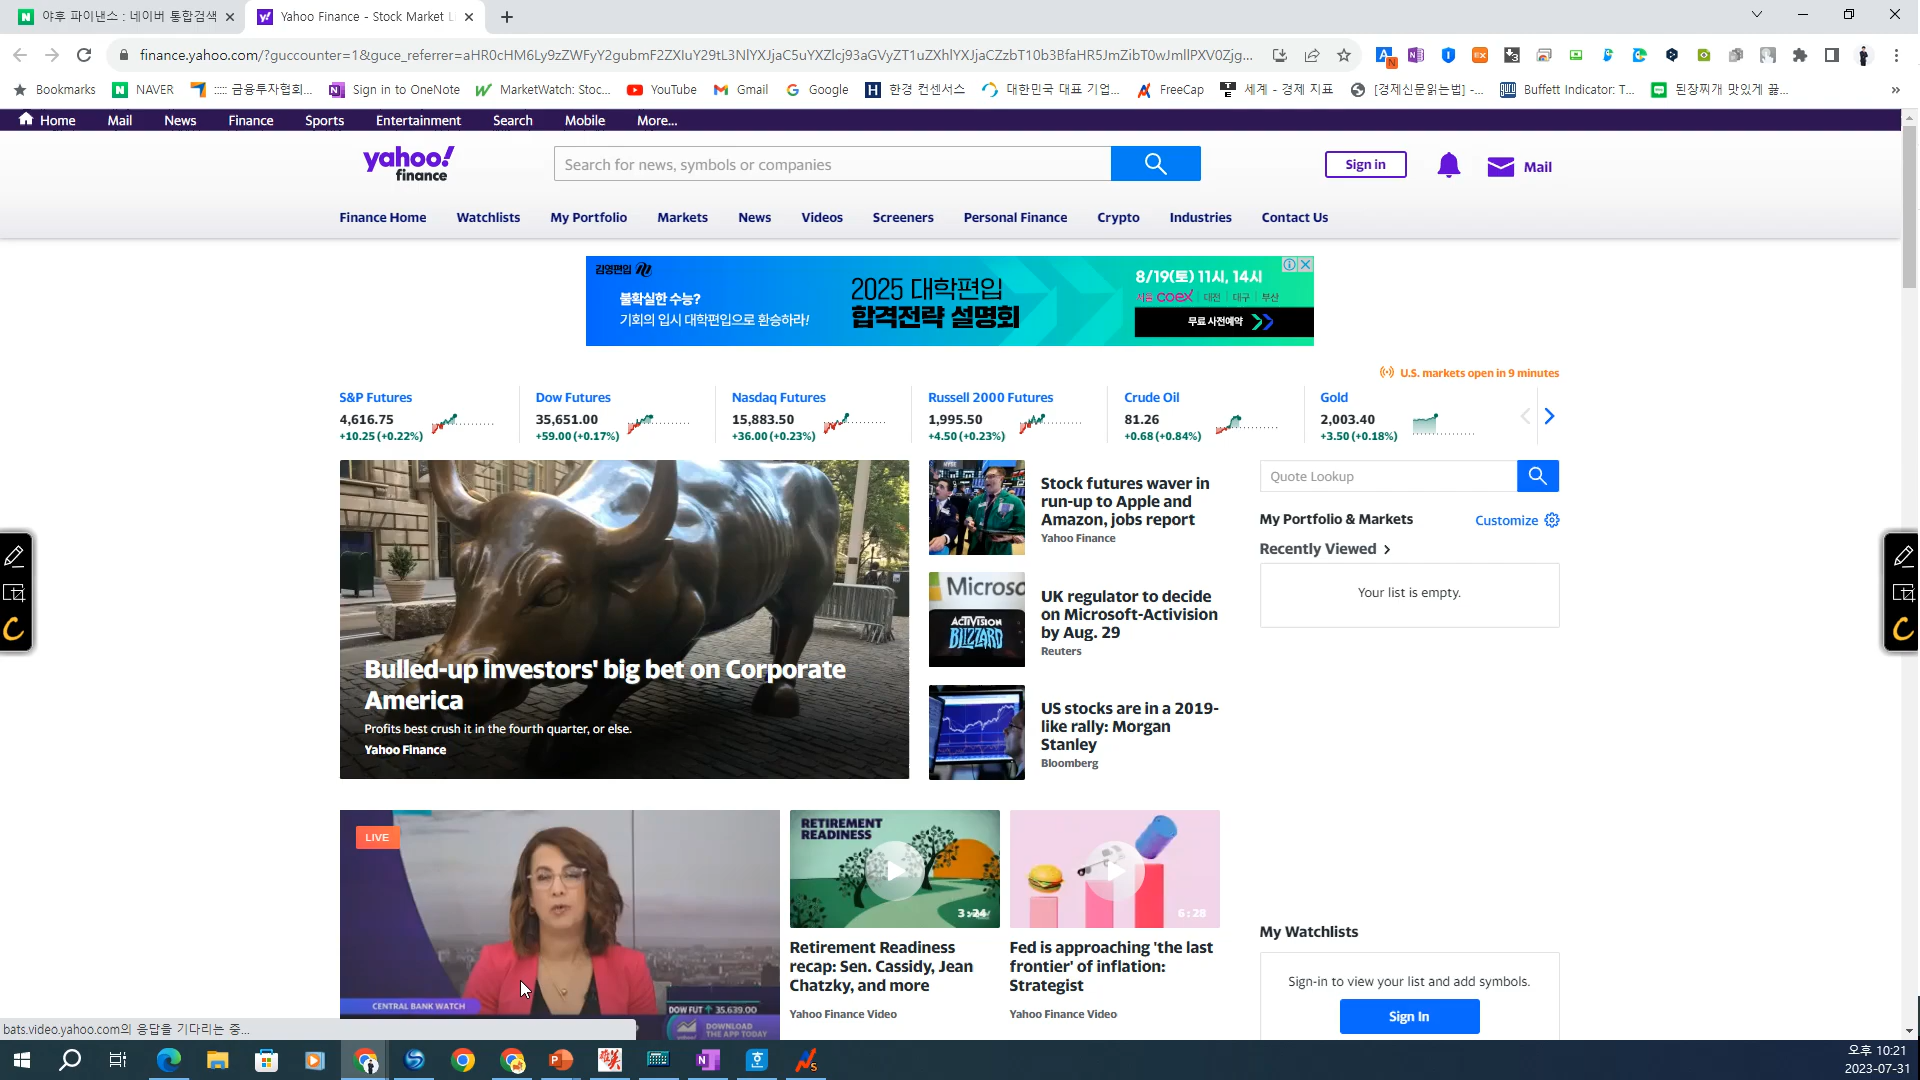 야후 파이낸스 : 네이버 통합검색
Yahoo Finance - Stock Market Li
finance.yahoo.com/?guccounter=1&guce_referrer=
Bookmarks
NAVER
::::: 금융투자협회...
Sign in to OneNote
MarketWatch: Stoc...
YouTube
Gmail
Google
한경 컨센서스
대한민국 대표 기업...
FreeCap
세계 - 경제 지표
[경제신문읽는법] -...
Buffett Indicator: T...
된장찌개 맛있게 끓...
»
Home Mail News Finance Sports Entertainment Search Mobile More...
yahoo!
finance
Search for news, symbols or companies
Sign in
Mail
Finance Home Watchlists My Portfolio Markets News Videos Screeners Personal Finance Crypto Industries Contact Us
김영편입
불확실한 수능?
기회의 입시 대학편입으로 환승하라!
2025 대학편입
합격전략 설명회
8/19(토) 11시, 14시
서울 coex | 대전 | 대구 | 부산
무료 사전예약
U.S. markets open in 9 minutes
S&P Futures
4,616.75
+10.25 (+0.22%)
Dow Futures
35,651.00
+59.00 (+0.17%)
Nasdaq Futures
15,883.50
+36.00 (+0.23%)
Russell 2000 Futures
1,995.50
+4.50 (+0.23%)
Crude Oil
81.26
+0.68 (+0.84%)
Gold
2,003.40
+3.50 (+0.18%)
Bulled-up investors' big bet on Corporate
America
Profits best crush it in the fourth quarter, or else.
Yahoo Finance
Stock futures waver in
run-up to Apple and
Amazon, jobs report
Yahoo Finance
Microso
ACTIVISION
BLIZZARD
UK regulator to decide
on Microsoft-Activision
by Aug. 29
Reuters
US stocks are in a 2019-
like rally: Morgan
Stanley
Bloomberg
Quote Lookup
My Portfolio & Markets
Customize
Recently Viewed
Your list is empty.
LIVE
CENTRAL BANK WATCH
DOW FUT 35,639.00
DOWNLOAD
THE APP TODAY
RETIREMENT
READINESS
3:24
Retirement Readiness
recap: Sen. Cassidy, Jean
Chatzky, and more
Yahoo Finance Video
6:28
Fed is approaching 'the last
frontier' of inflation:
Strategist
Yahoo Finance Video
My Watchlists
Sign-in to view your list and add symbols.
Sign In
bats.video.yahoo.com의 응답을 기다리는 중...
오후 10:21
2023-07-31